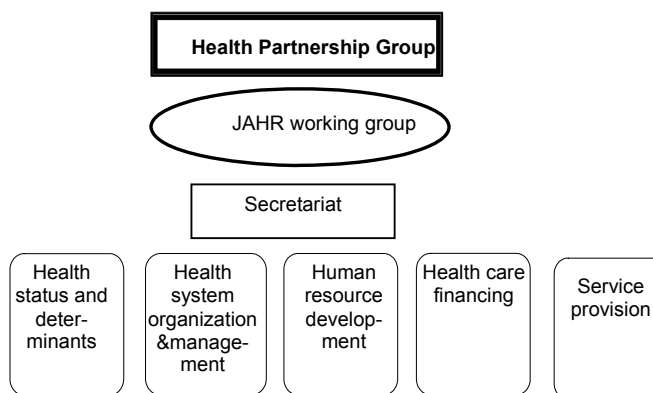 Health Partnership Group
JAHR working group
Secretariat
Health
status and
deter-
minants
Health
system
organization
&manage-
ment
Human
resource
develop-
ment
Health care
financing
Service
provision